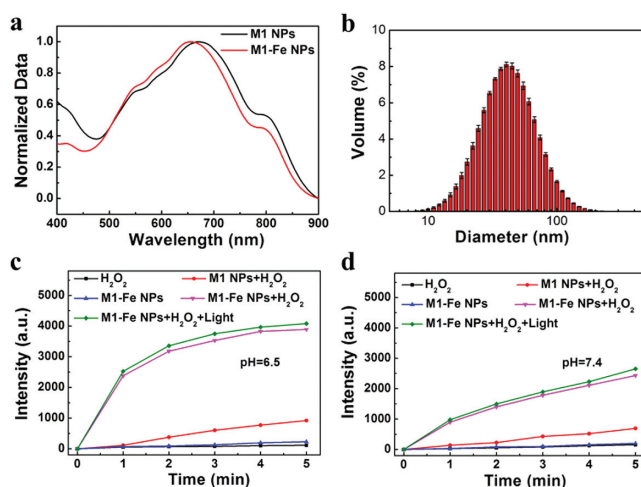 a
M1 NPs
M1-Fe NPs
Normalized Data
1.0
0.8
0.6
0.4
0.2
0.0
400 500 600 700 800 900
Wavelength (nm)
b
Volume (%)
10
8
6
4
2
0
10 100
Diameter (nm)
c
H₂O₂ M1 NPs+H₂O₂
M1-Fe NPs M1-Fe NPs+H₂O₂
M1-Fe NPs+H₂O₂+Light
Intensity (a.u.)
5000
4000
3000
2000
1000
0
pH=6.5
0 1 2 3 4 5
Time (min)
d
H₂O₂ M1 NPs+H₂O₂
M1-Fe NPs M1-Fe NPs+H₂O₂
M1-Fe NPs+H₂O₂+Light
Intensity (a.u.)
5000
4000
3000
2000
1000
0
pH=7.4
0 1 2 3 4 5
Time (min)